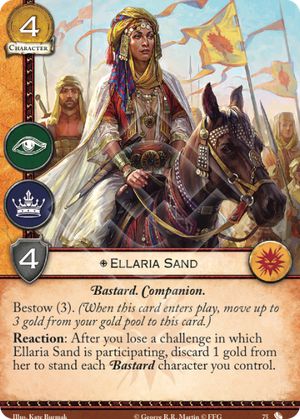 4
Character
4
Ellaria Sand
Bastard. Companion.
Bestow (3). (When this card enters play, move up to
3 gold from your gold pool to this card.)
Reaction: After you lose a challenge in which
Ellaria Sand is participating, discard 1 gold from
her to stand each Bastard character you control.
Illus. Kate Burmak © George R.R. Martin © FFG 75